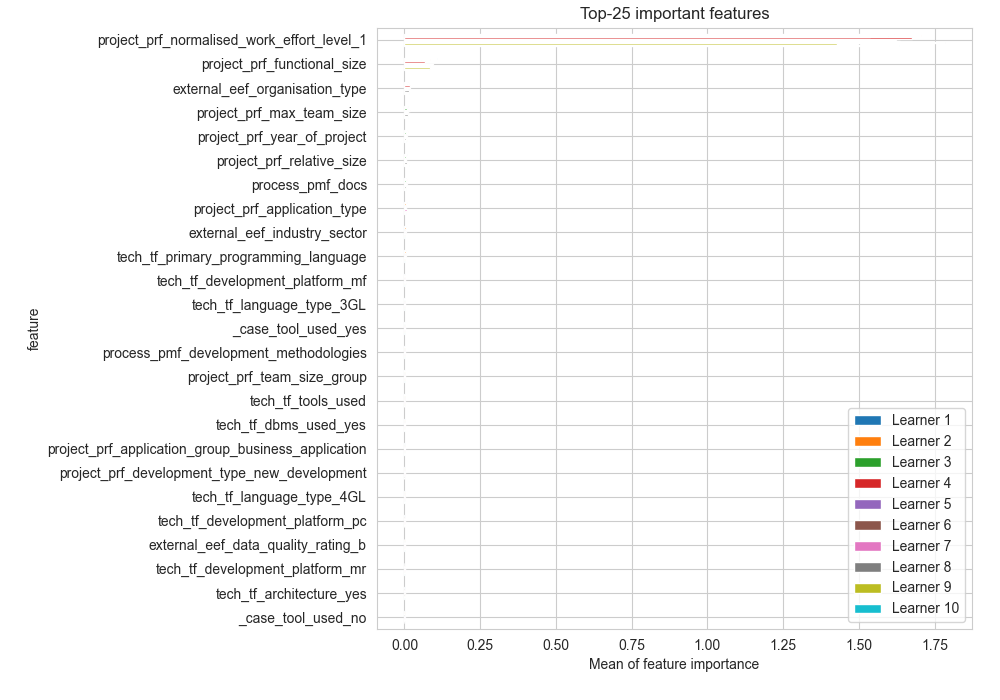 Top-25 important features
project_prf_normalised_work_effort_level_1
project_prf_functional_size
external_eef_organisation_type
project_prf_max_team_size
project_prf_year_of_project
project_prf_relative_size
process_pmf_docs
project_prf_application_type
external_eef_industry_sector
tech_tf_primary_programming_language
tech_tf_development_platform_mf
tech_tf_language_type_3GL
_case_tool_used_yes
process_pmf_development_methodologies
project_prf_team_size_group
tech_tf_tools_used
tech_tf_dbms_used_yes
project_prf_application_group_business_application
project_prf_development_type_new_development
tech_tf_language_type_4GL
tech_tf_development_platform_pc
external_eef_data_quality_rating_b
tech_tf_development_platform_mr
tech_tf_architecture_yes
_case_tool_used_no
feature
Learner 1
Learner 2
Learner 3
Learner 4
Learner 5
Learner 6
Learner 7
Learner 8
Learner 9
Learner 10
0.00 0.25 0.50 0.75 1.00 1.25 1.50 1.75
Mean of feature importance